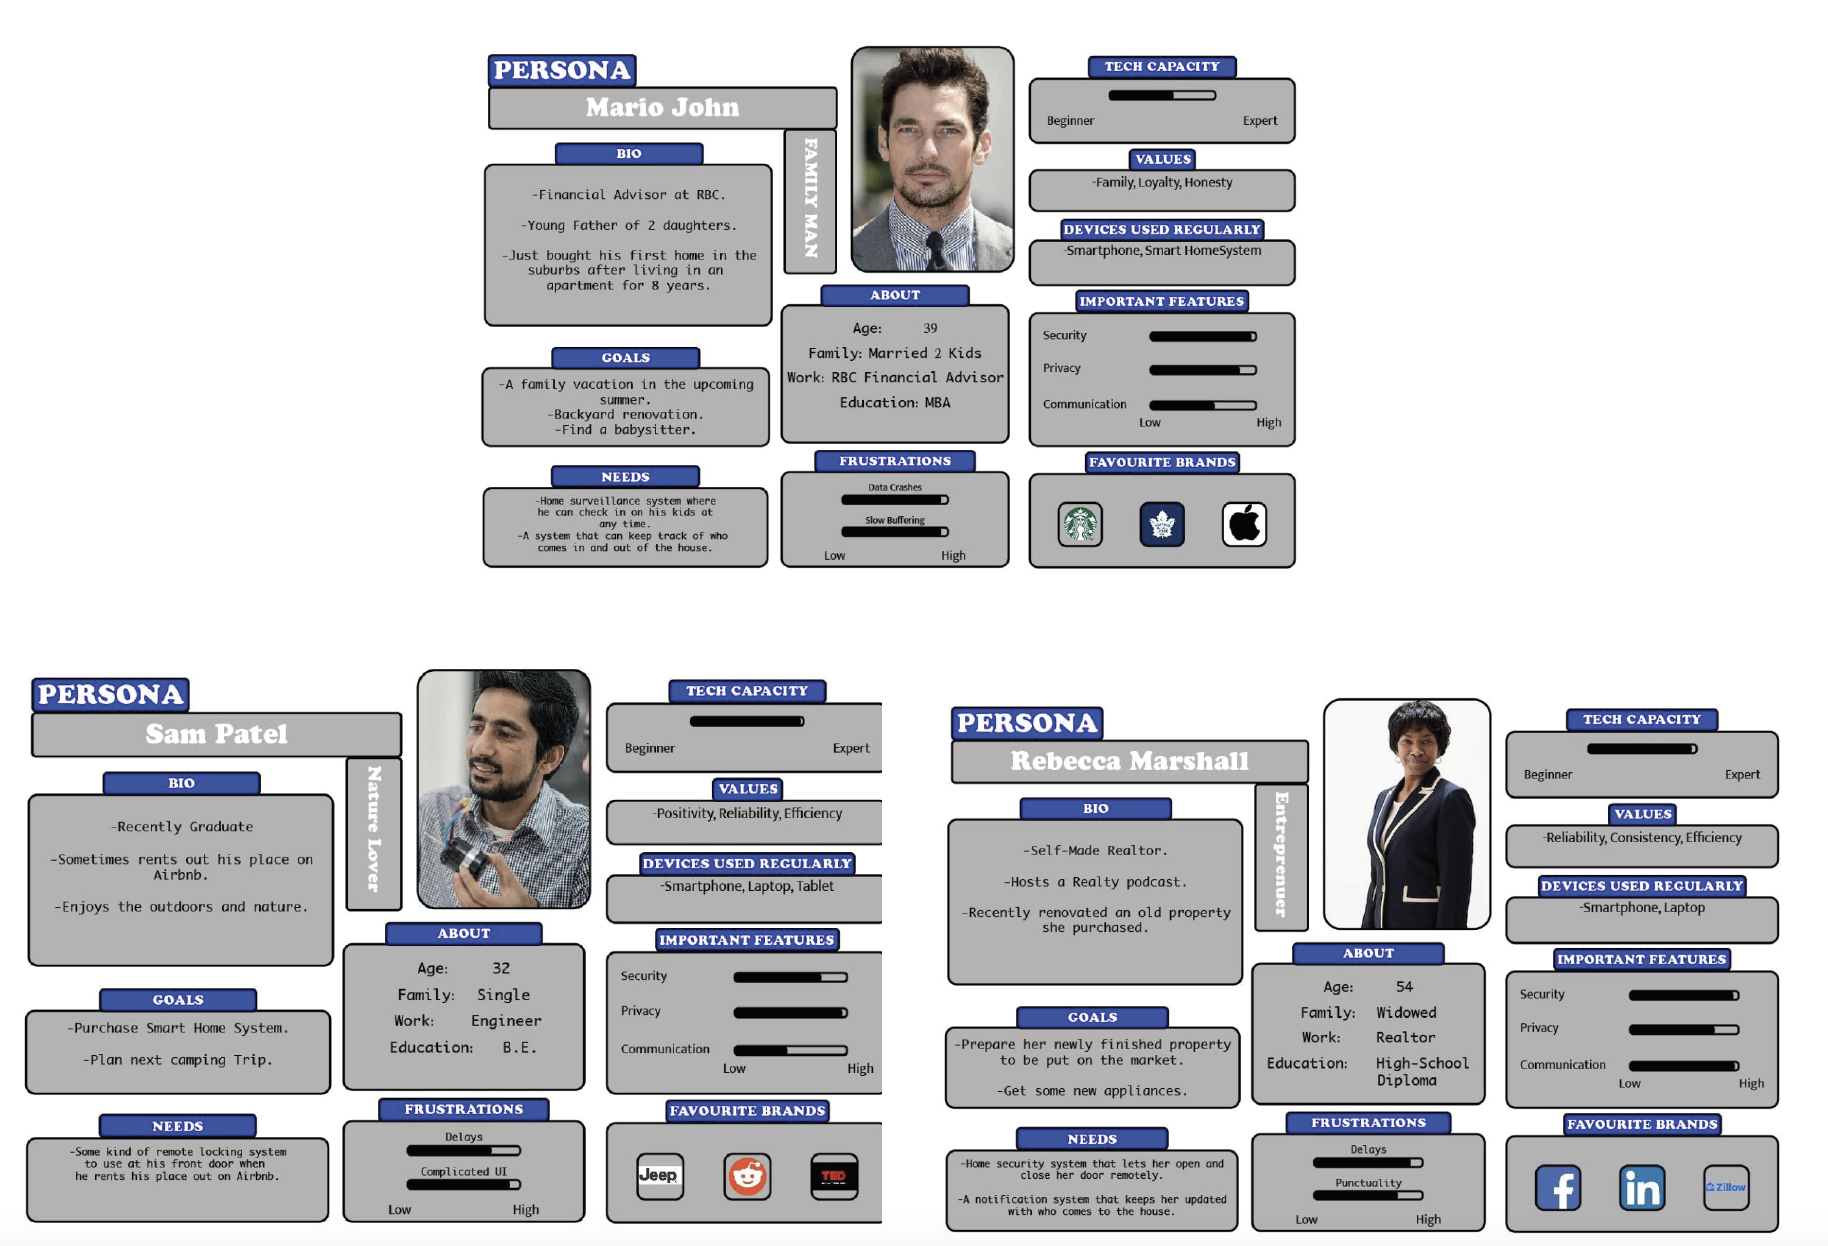 PERSONA
Mario John
FAMILY MAN
BIO
-Financial Advisor at RBC.
-Young Father of 2 daughters.
-Just bought his first home in the
suburbs after living in an
apartment for 8 years.
GOALS
-A family vacation in the upcoming
summer.
-Backyard renovation.
-Find a babysitter.
NEEDS
-Home surveillance system where
he can check in on his kids at
any time.
-A system that can keep track of who
comes in and out of the house.
ABOUT
Age: 39
Family: Married 2 Kids
Work: RBC Financial Advisor
Education: MBA
FRUSTRATIONS
Data Crashes
Slow Buffering
Low High
TECH CAPACITY
Beginner Expert
VALUES
-Family, Loyalty, Honesty
DEVICES USED REGULARLY
-Smartphone, Smart HomeSystem
IMPORTANT FEATURES
Security
Privacy
Communication
Low High
FAVOURITE BRANDS
PERSONA
Sam Patel
Nature Lover
BIO
-Recently Graduate
-Sometimes rents out his place on
Airbnb.
-Enjoys the outdoors and nature.
GOALS
-Purchase Smart Home System.
-Plan next camping Trip.
NEEDS
-Some kind of remote locking system
to use at his front door when
he rents his place out on Airbnb.
ABOUT
Age: 32
Family: Single
Work: Engineer
Education: B.E.
FRUSTRATIONS
Delays
Complicated UI
Low High
TECH CAPACITY
Beginner Expert
VALUES
-Positivity, Reliability, Efficiency
DEVICES USED REGULARLY
-Smartphone, Laptop, Tablet
IMPORTANT FEATURES
Security
Privacy
Communication
Low High
FAVOURITE BRANDS
Jeep
TED
PERSONA
Rebecca Marshall
Entreprenuer
BIO
-Self-Made Realtor.
-Hosts a Realty podcast.
-Recently renovated an old property
she purchased.
GOALS
-Prepare her newly finished property
to be put on the market.
-Get some new appliances.
NEEDS
-Home security system that lets her open and
close her door remotely.
-A notification system that keeps her updated
with who comes to the house.
ABOUT
Age: 54
Family: Widowed
Work: Realtor
Education: High-School
Diploma
FRUSTRATIONS
Delays
Punctuality
Low High
TECH CAPACITY
Beginner Expert
VALUES
-Reliability, Consistency, Efficiency
DEVICES USED REGULARLY
-Smartphone, Laptop
IMPORTANT FEATURES
Security
Privacy
Communication
Low High
FAVOURITE BRANDS
f
in
Zillow